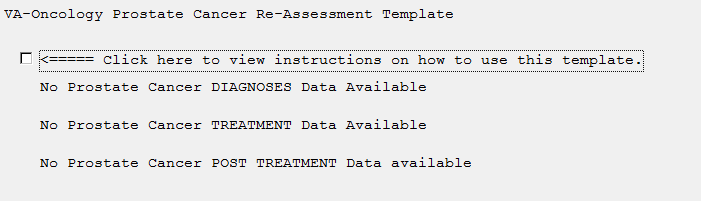 VA-Oncology Prostate Cancer Re-Assessment Template
<===== Click here to view instructions on how to use this template.
No Prostate Cancer DIAGNOSES Data Available
No Prostate Cancer TREATMENT Data Available
No Prostate Cancer POST TREATMENT Data available